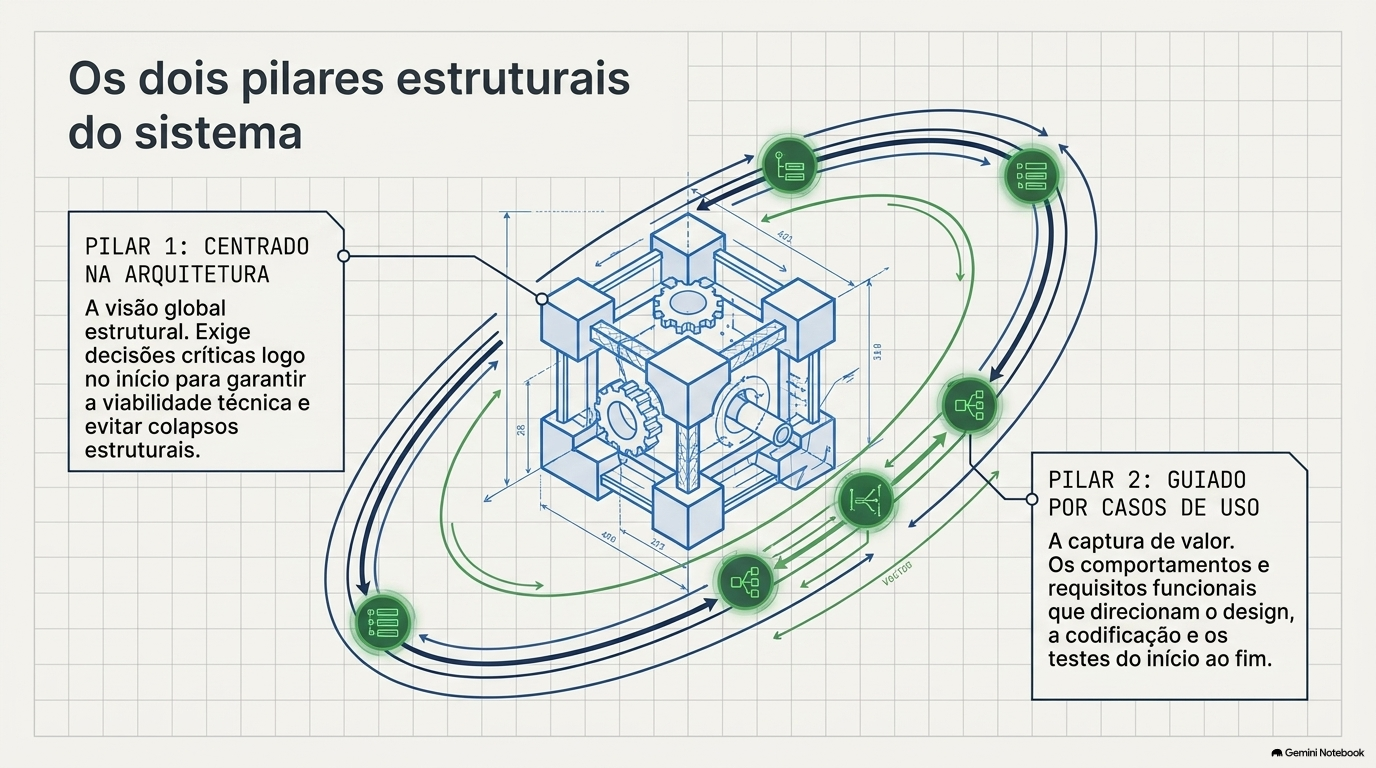 Os dois pilares estruturais
do sistema
PILAR 1: CENTRADO
NA ARQUITETURA
A visão global
estrutural. Exige
decisões críticas logo
no início para garantir
a viabilidade técnica e
evitar colapsos
estruturais.
28
400
PILAR 2: GUIADO
POR CASOS DE USO
A captura de valor.
Os comportamentos e
requisitos funcionais
que direcionam o design,
a codificação e os
testes do início ao fim.
Gemini Notebook